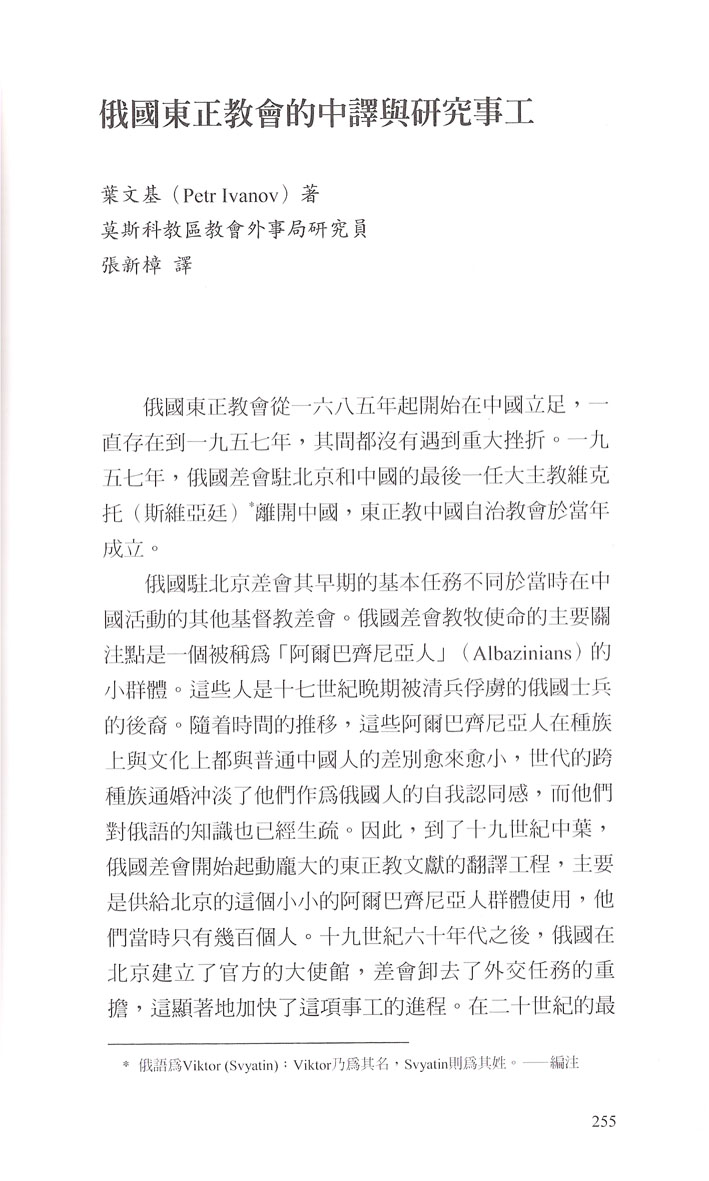 俄國東正教會的中譯與研究事工
葉文基（Petr Ivanov）著
莫斯科教區教會外事局研究員
張新樟 譯
俄國東正教會從一六八五年起開始在中國立足，一
直存在到一九五七年，其間都沒有遇到重大挫折。一九
五七年，俄國差會駐北京和中國的最後一任大主教維克
托（斯維亞廷）*離開中國，東正教中國自治教會於當年
成立。
俄國駐北京差會其早期的基本任務不同於當時在中
國活動的其他基督教差會。俄國差會教牧使命的主要關
注點是一個被稱爲「阿爾巴齊尼亞人」（Albazinians）的
小群體。這些人是十七世紀晚期被清兵俘虜的俄國士兵
的後裔。隨着時間的推移，這些阿爾巴齊尼亞人在種族
上與文化上都與普通中國人的差別愈來愈小，世代的跨
種族通婚沖淡了他們作爲俄國人的自我認同感，而他們
對俄語的知識也已經生疏。因此，到了十九世紀中葉，
俄國差會開始起動龐大的東正教文獻的翻譯工程，主要
是供給北京的這個小小的阿爾巴齊尼亞人群體使用，他
們當時只有幾百個人。十九世紀六十年代之後，俄國在
北京建立了官方的大使館，差會卸去了外交任務的重
擔，這顯著地加快了這項事工的進程。在二十世紀的最
* 俄語爲Viktor (Svyatin)；Viktor乃爲其名，Svyatin則爲其姓。——編注
255